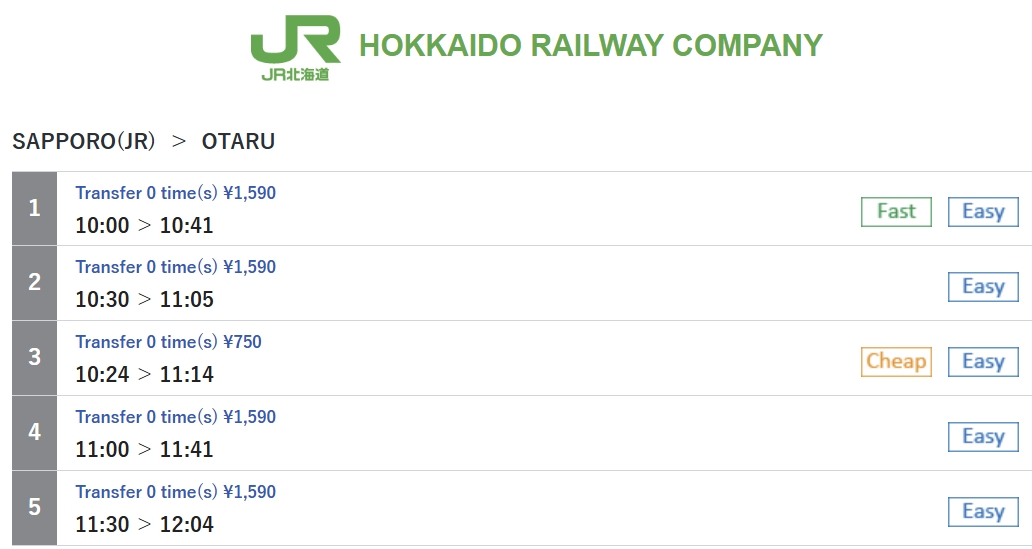 JR
JR北海道
HOKKAIDO RAILWAY COMPANY
SAPPORO(JR) > OTARU
1
Transfer 0 time(s) ¥1,590
10:00 > 10:41
Fast Easy
2
Transfer 0 time(s) ¥1,590
10:30 > 11:05
Easy
3
Transfer 0 time(s) ¥750
10:24 > 11:14
Cheap Easy
4
Transfer 0 time(s) ¥1,590
11:00 > 11:41
Easy
5
Transfer 0 time(s) ¥1,590
11:30 > 12:04
Easy